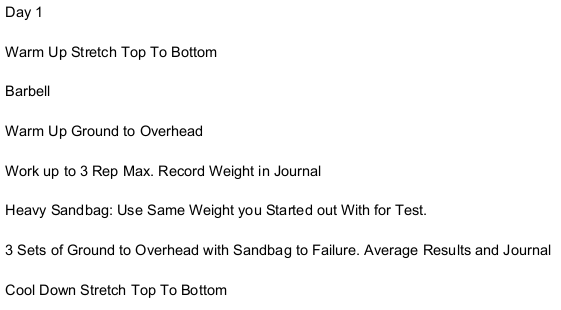 Day 1
Warm Up Stretch Top To Bottom
Barbell
Warm Up Ground to Overhead
Work up to 3 Rep Max. Record Weight in Journal
Heavy Sandbag: Use Same Weight you Started out With for Test.
3 Sets of Ground to Overhead with Sandbag to Failure. Average Results and Journal
Cool Down Stretch Top To Bottom